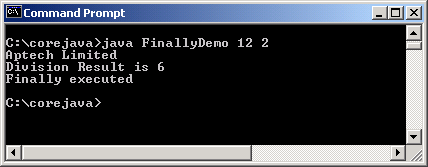 Command Prompt
C:\corejava>java FinallyDemo 12 2
Aptech Limited
Division Result is 6
Finally executed
C:\corejava>